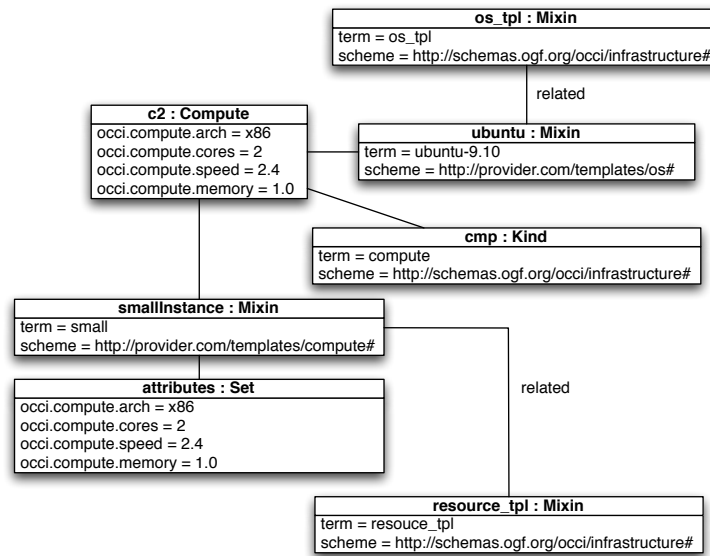 os_tpl : Mixin
term = os_tpl
scheme = http://schemas.ogf.org/occi/infrastructure#
related
c2 : Compute
occi.compute.arch = x86
occi.compute.cores = 2
occi.compute.speed = 2.4
occi.compute.memory = 1.0
ubuntu : Mixin
term = ubuntu-9.10
scheme = http://provider.com/templates/os#
cmp : Kind
term = compute
scheme = http://schemas.ogf.org/occi/infrastructure#
smallInstance : Mixin
term = small
scheme = http://provider.com/templates/compute#
attributes : Set
occi.compute.arch = x86
occi.compute.cores = 2
occi.compute.speed = 2.4
occi.compute.memory = 1.0
related
resource_tpl : Mixin
term = resouce_tpl
scheme = http://schemas.ogf.org/occi/infrastructure#